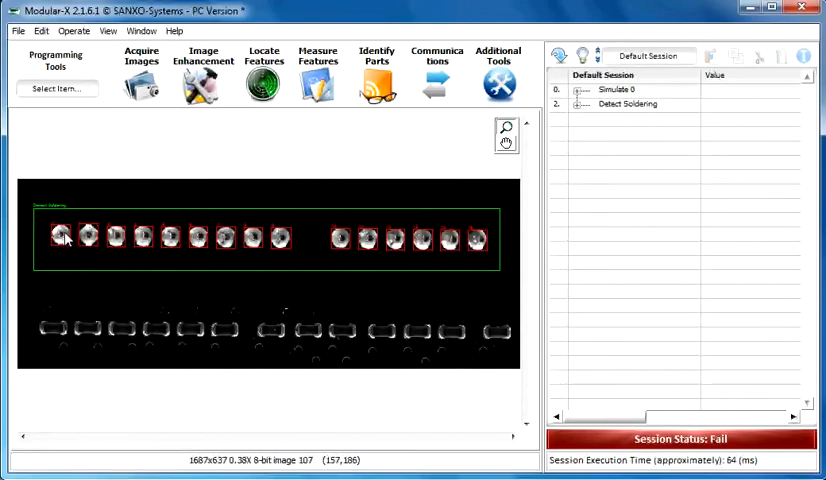 Modular-X 2.1.6.1 © SANXO-Systems - PC Version *
File Edit Operate View Window Help
Programming Tools
Select Item...
Acquire Images
Image Enhancement
Locate Features
Measure Features
Identify Parts
Communica tions
Additional Tools
Default Session
Default Session Value
0. Simulate 0
2. Detect Soldering
Detect Soldering
1687x637 0.38X 8-bit image 107 (157,186)
Session Status: Fail
Session Execution Time (approximately): 64 (ms)